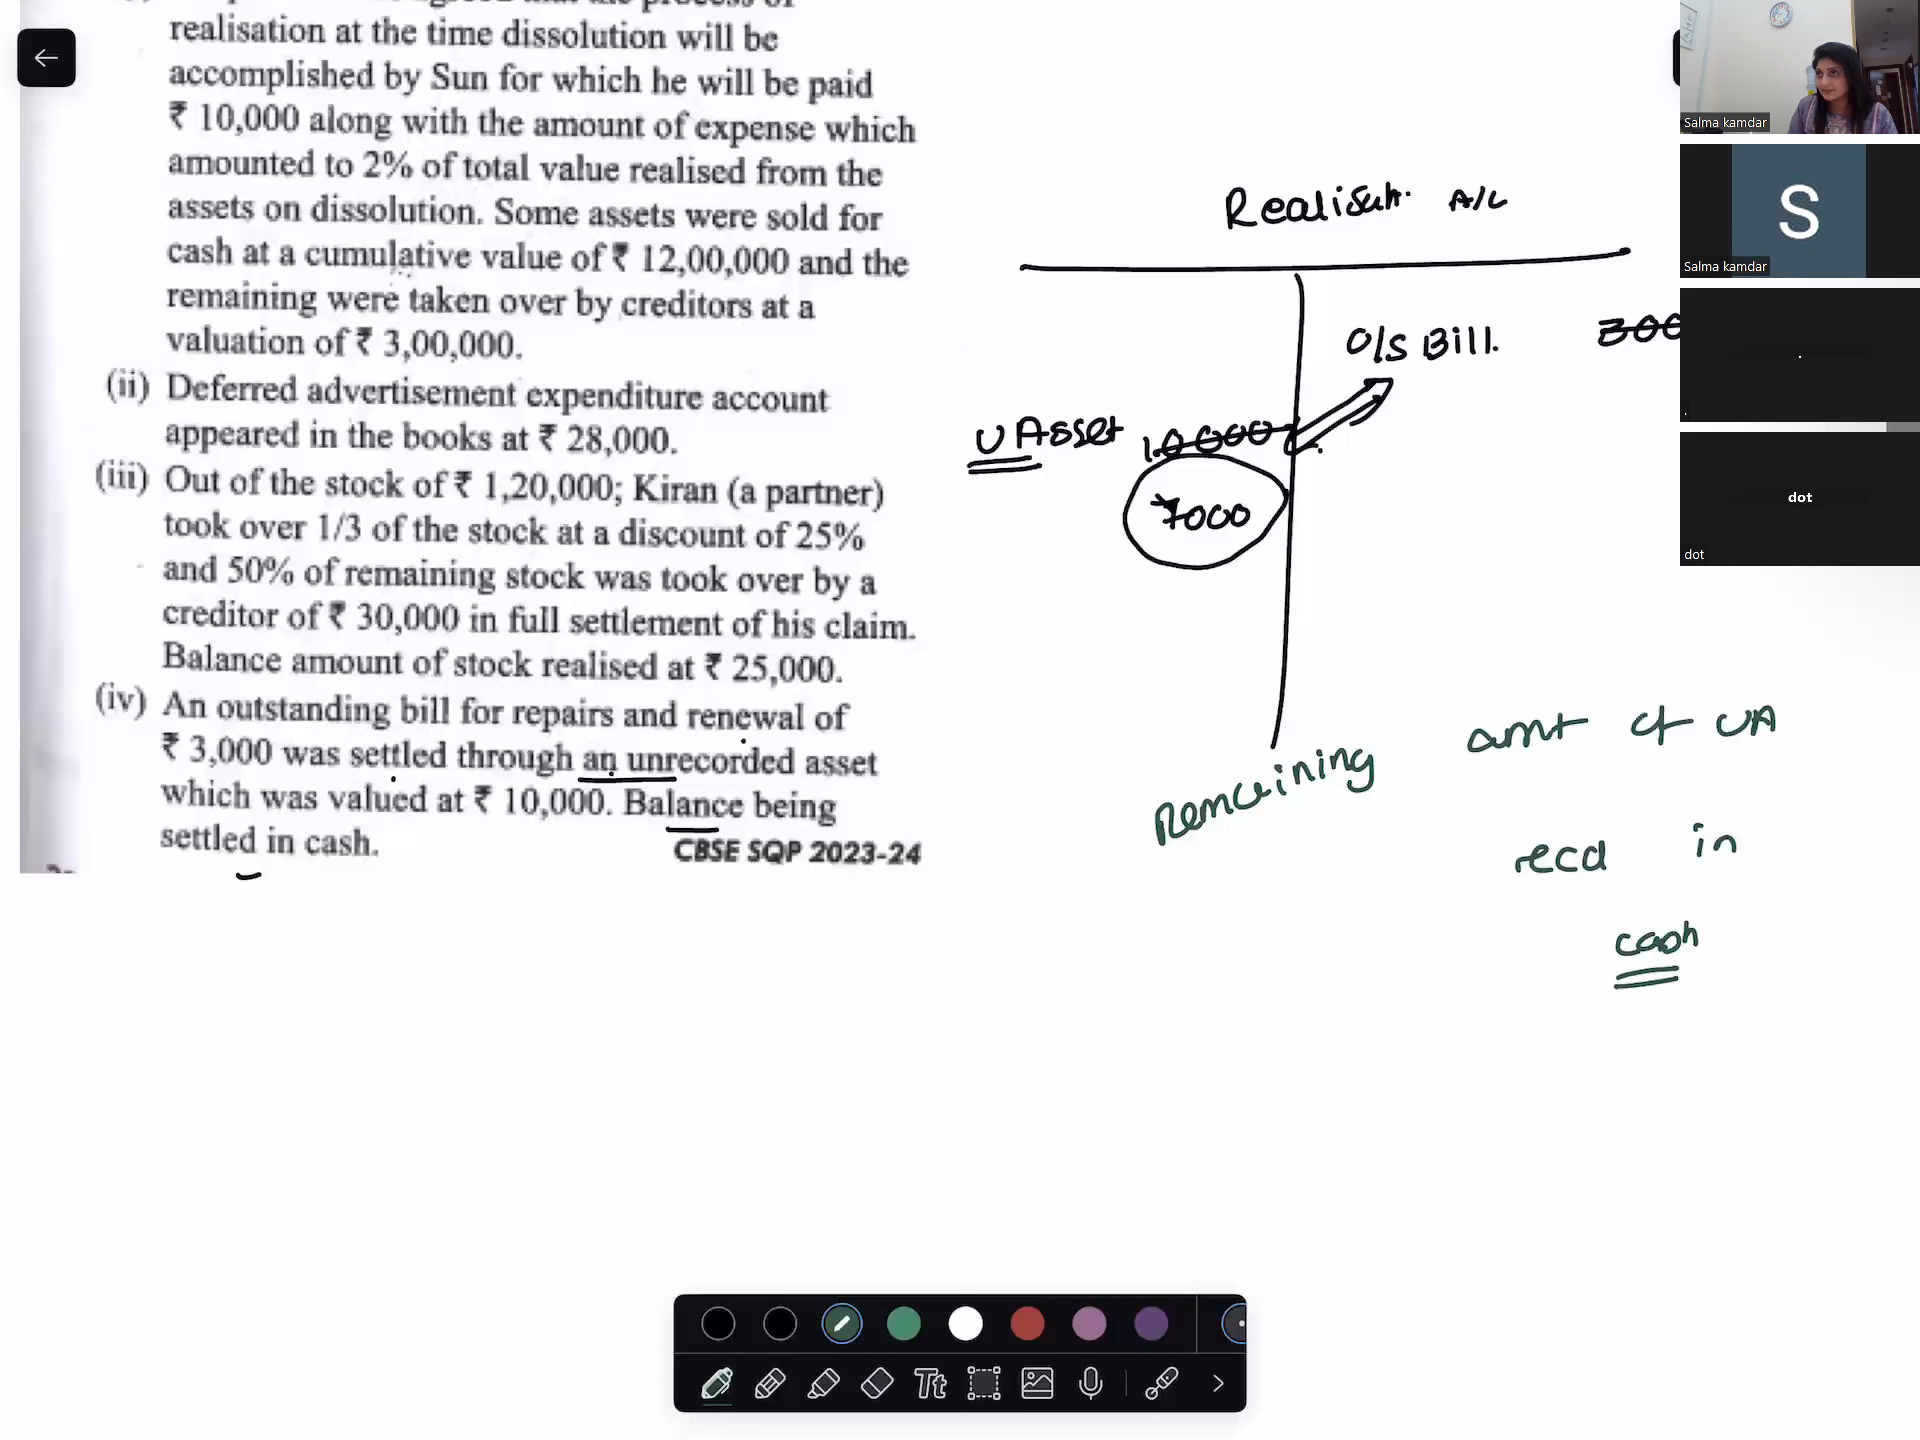 realisation at the time dissolution will be
accomplished by Sun for which he will be paid
₹ 10,000 along with the amount of expense which
amounted to 2% of total value realised from the
assets on dissolution. Some assets were sold for
cash at a cumulative value of ₹ 12,00,000 and the
remaining were taken over by creditors at a
valuation of ₹ 3,00,000.
(ii) Deferred advertisement expenditure account
appeared in the books at ₹ 28,000.
(iii) Out of the stock of ₹ 1,20,000; Kiran (a partner)
took over 1/3 of the stock at a discount of 25%
and 50% of remaining stock was took over by a
creditor of ₹ 30,000 in full settlement of his claim.
Balance amount of stock realised at ₹ 25,000.
(iv) An outstanding bill for repairs and renewal of
₹ 3,000 was settled through an unrecorded asset
which was valued at ₹ 10,000. Balance being
settled in cash.
CBSE SQP 2023-24
A/C
O/S Bill.
300
U Asset 10000
7000
Remaining amt of UA
recd in
cash
Salma kamdar
S
Salma kamdar
.
.
dot
dot
Tt